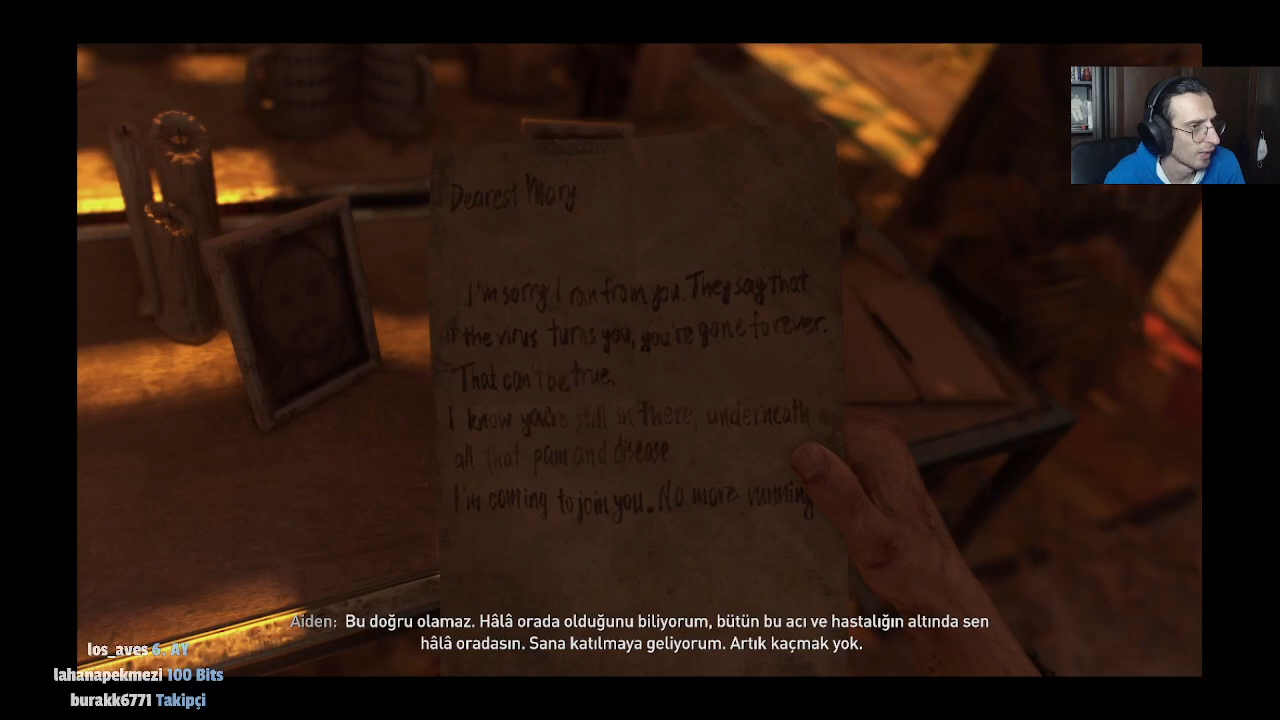 Dearest Mary
I'm sorry I ran from you. They say that
if the virus turns you, you're gone forever.
That can't be true.
I know you're still in there, underneath
all that pain and disease
I'm coming to join you. No more running
Aiden: Bu doğru olamaz. Hâlâ orada olduğunu biliyorum, bütün bu acı ve hastalığın altında sen
hâlâ oradasın. Sana katılmaya geliyorum. Artık kaçmak yok.
los_aves 6. AY
lahanapekmezi 100 Bits
burakk6771 Takipçi